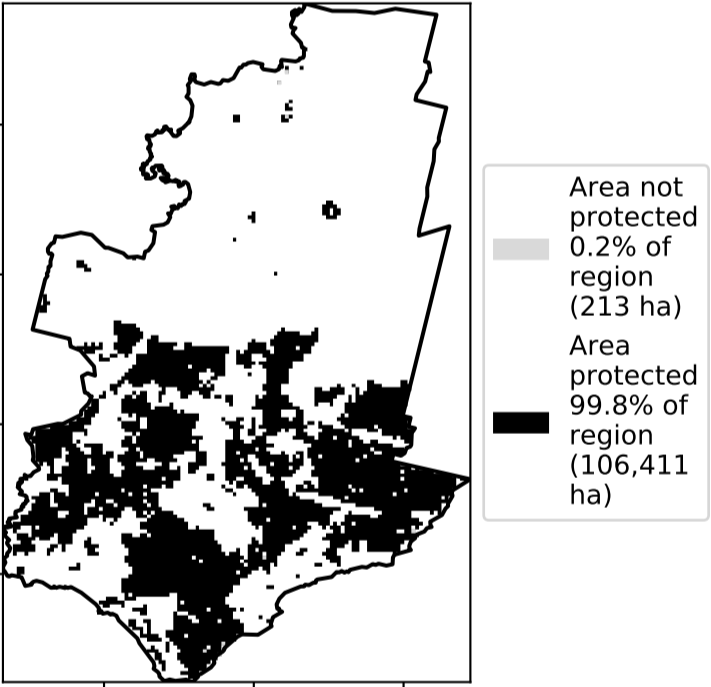 Area not
protected
0.2% of
region
(213 ha)
Area
protected
99.8% of
region
(106,411
ha)